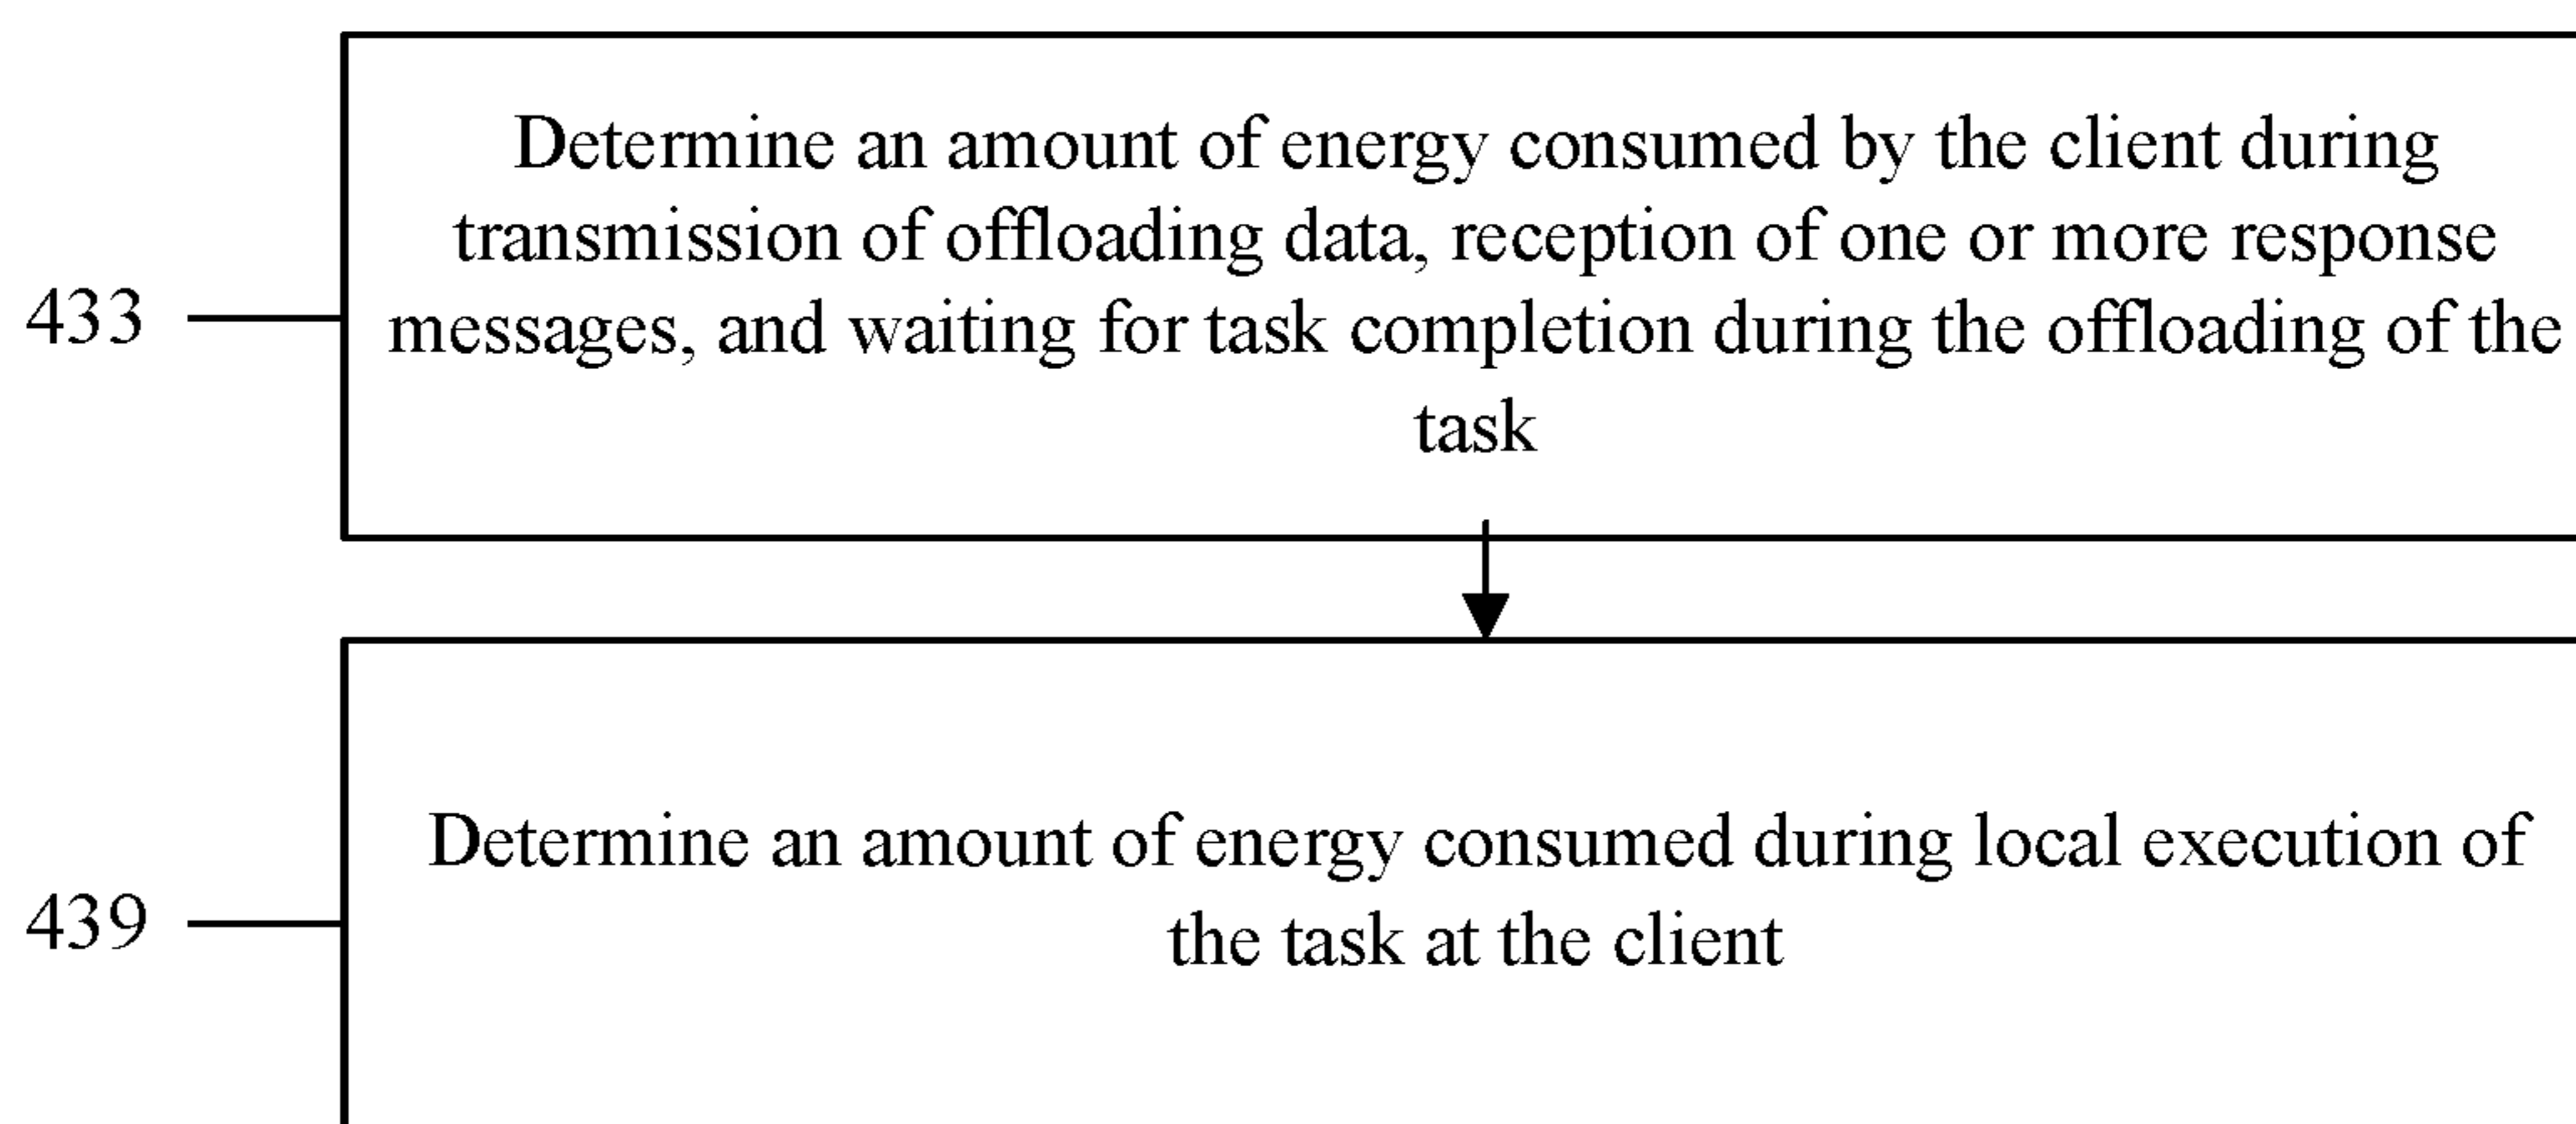 Determine an amount of energy consumed by the client during
transmission of offloading data, reception of one or more response
433
messages, and waiting for task completion during the offloading of the
task
Determine an amount of energy consumed during local execution of
439
the task at the client